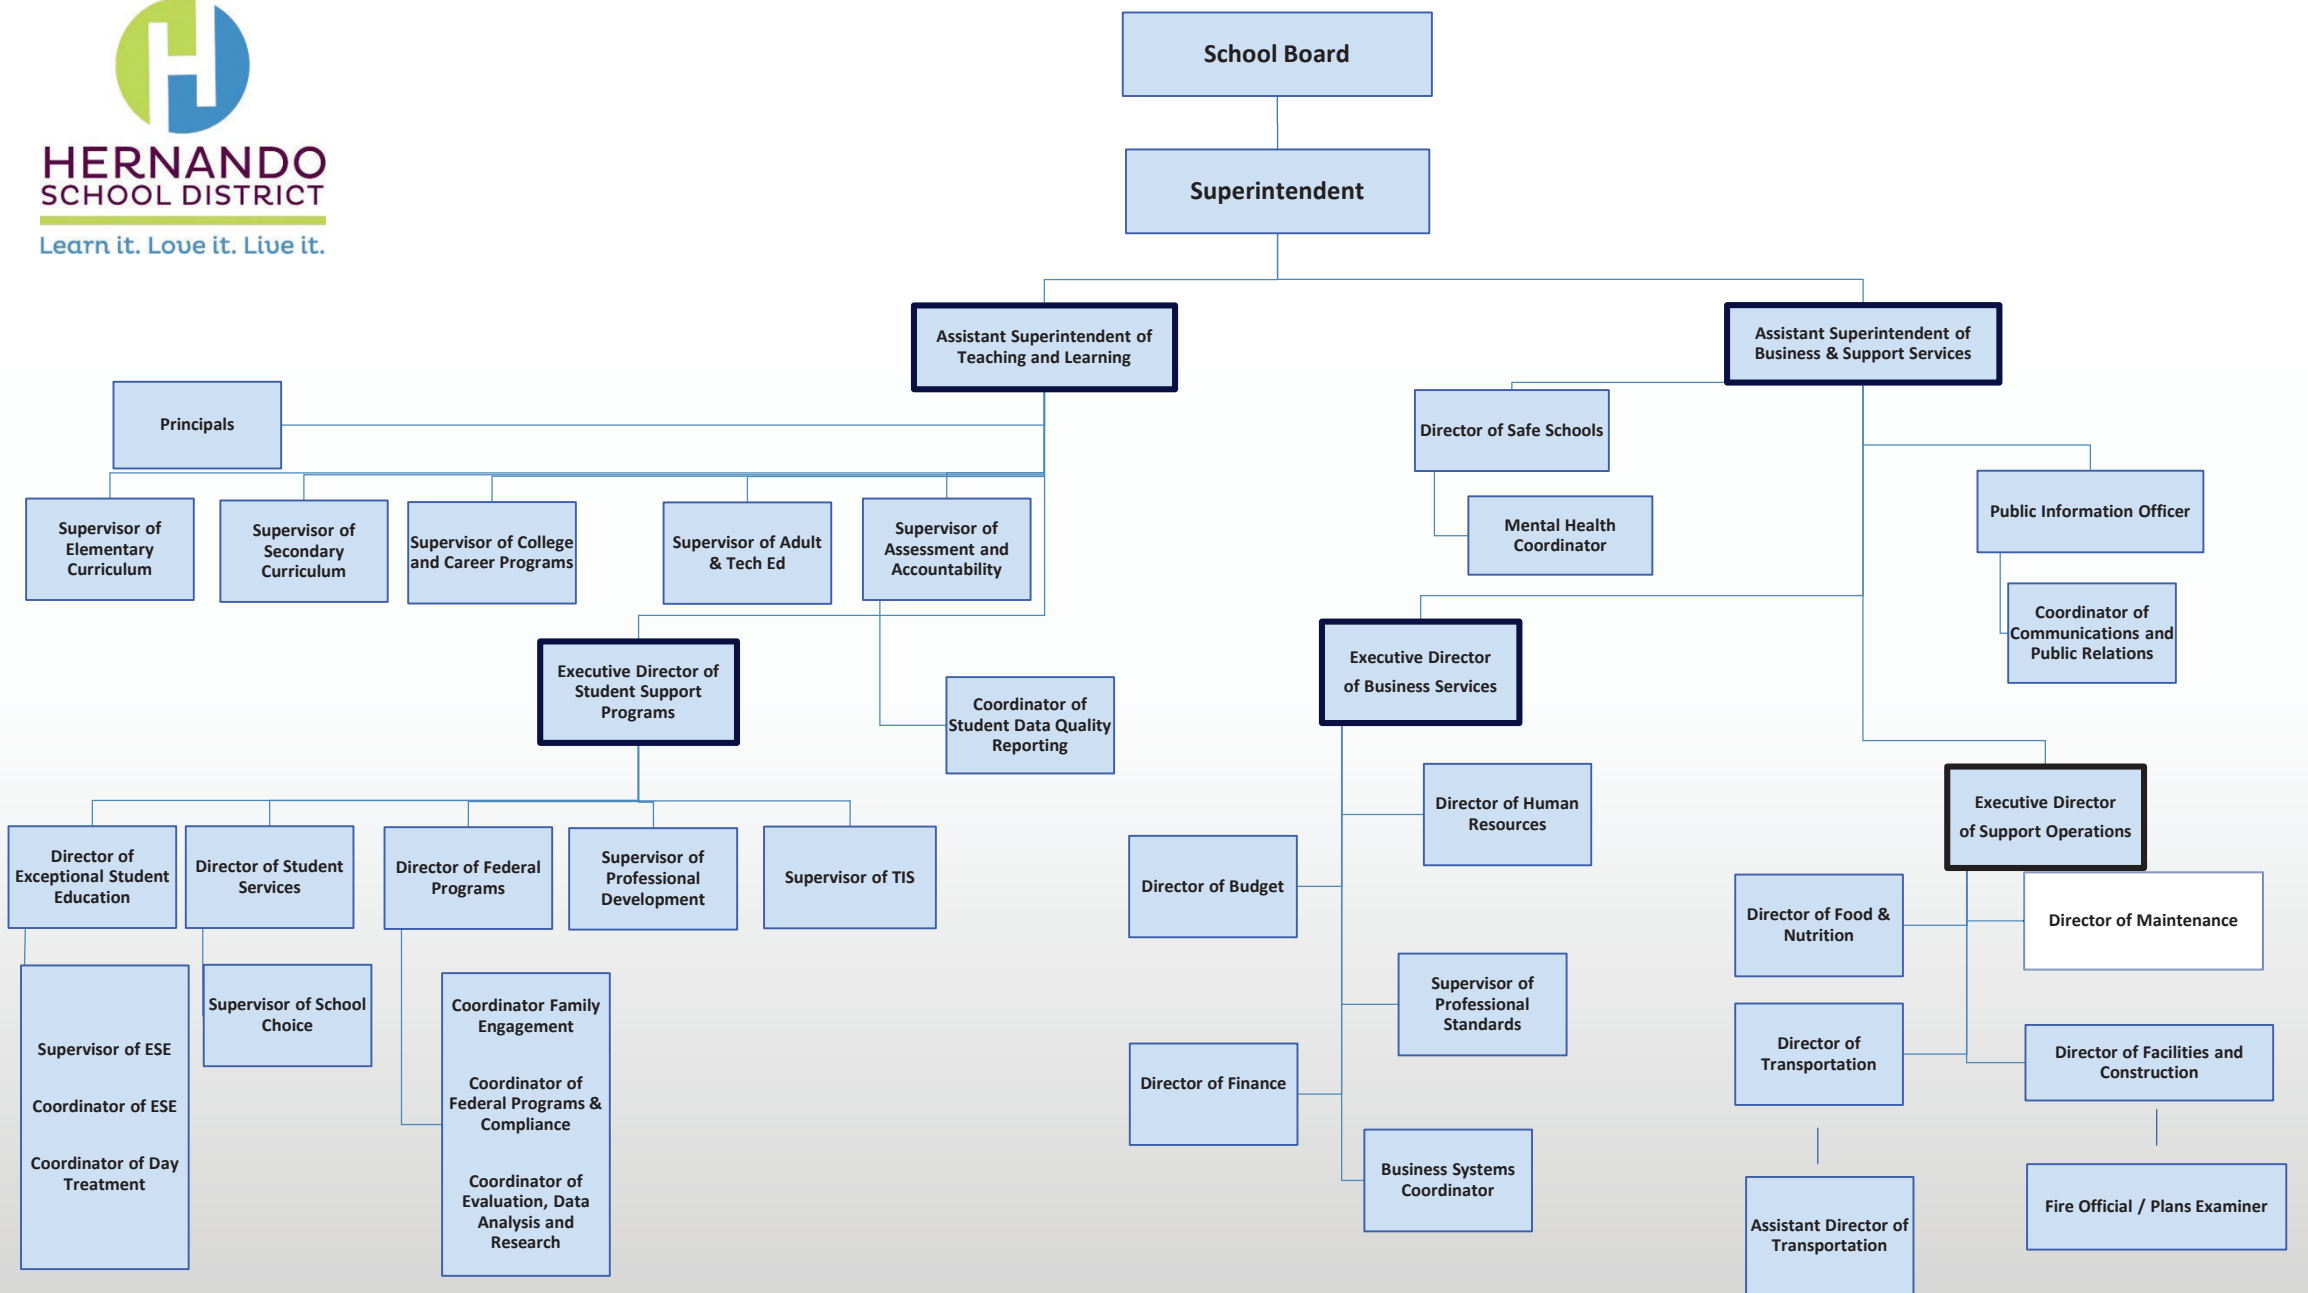 HERNANDO
SCHOOL DISTRICT
Learn it. Love it. Live it.
School Board
Superintendent
Assistant Superintendent of
Teaching and Learning
Assistant Superintendent of
Business & Support Services
Principals
Director of Safe Schools
Supervisor of
Elementary
Curriculum
Supervisor of
Secondary
Curriculum
Supervisor of College
and Career Programs
Supervisor of Adult
& Tech Ed
Supervisor of
Assessment and
Accountability
Mental Health
Coordinator
Public Information Officer
Coordinator of
Communications and
Public Relations
Executive Director of
Student Support
Programs
Coordinator of
Student Data Quality
Reporting
Executive Director
of Business Services
Executive Director
of Support Operations
Director of
Exceptional Student
Education
Director of Student
Services
Director of Federal
Programs
Supervisor of
Professional
Development
Supervisor of TIS
Director of Budget
Director of Human
Resources
Director of Food &
Nutrition
Director of Maintenance
Supervisor of ESE
Coordinator of ESE
Coordinator of Day
Treatment
Supervisor of School
Choice
Coordinator Family
Engagement
Coordinator of
Federal Programs &
Compliance
Coordinator of
Evaluation, Data
Analysis and
Research
Supervisor of
Professional
Standards
Director of Finance
Business Systems
Coordinator
Director of
Transportation
Director of Facilities and
Construction
Assistant Director of
Transportation
Fire Official / Plans Examiner